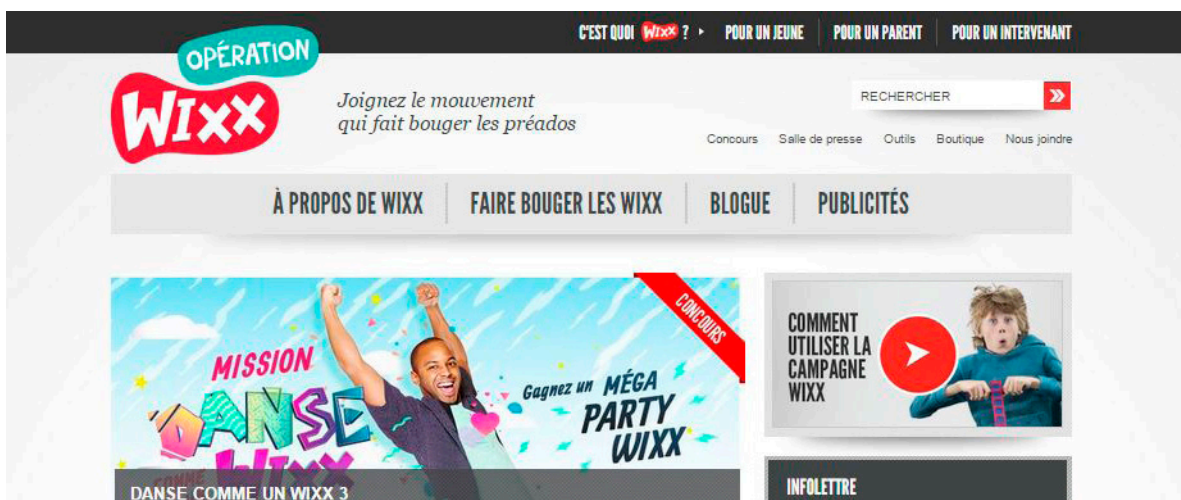 C'EST QUOI WIXX ?
POUR UN JEUNE
POUR UN PARENT
POUR UN INTERVENANT
OPÉRATION
WIXX
Joignez le mouvement
qui fait bouger les préados
RECHERCHER
Concours
Salle de presse
Outils
Boutique
Nous joindre
À PROPOS DE WIXX
FAIRE BOUGER LES WIXX
BLOGUE
PUBLICITÉS
CONCOURS
MISSION
DANSE
COMME
WIXX
Gagnez un MÉGA
PARTY
WIXX
DANSE COMME UN WIXX 3
COMMENT
UTILISER LA
CAMPAGNE
WIXX
INFOLETTRE